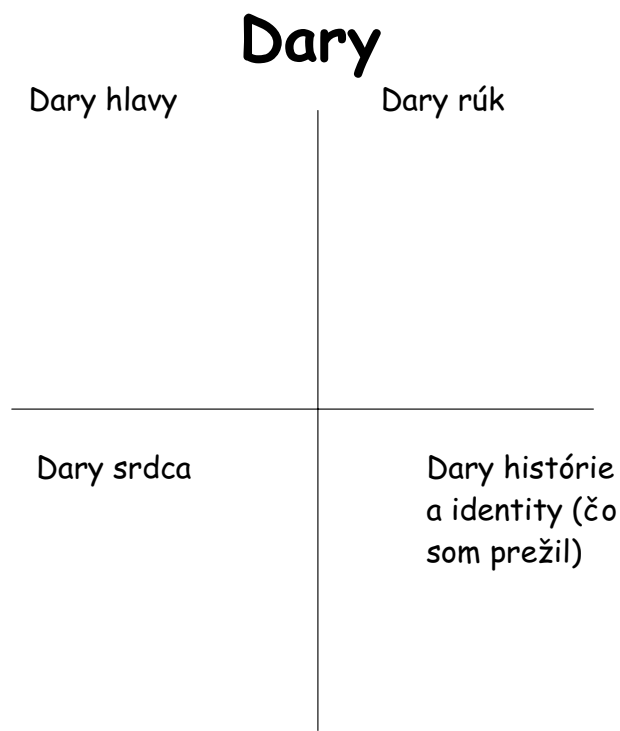 Dary
Dary hlavy
Dary rúk
Dary srdca
Dary histórie
a identity (čo
som prežil)